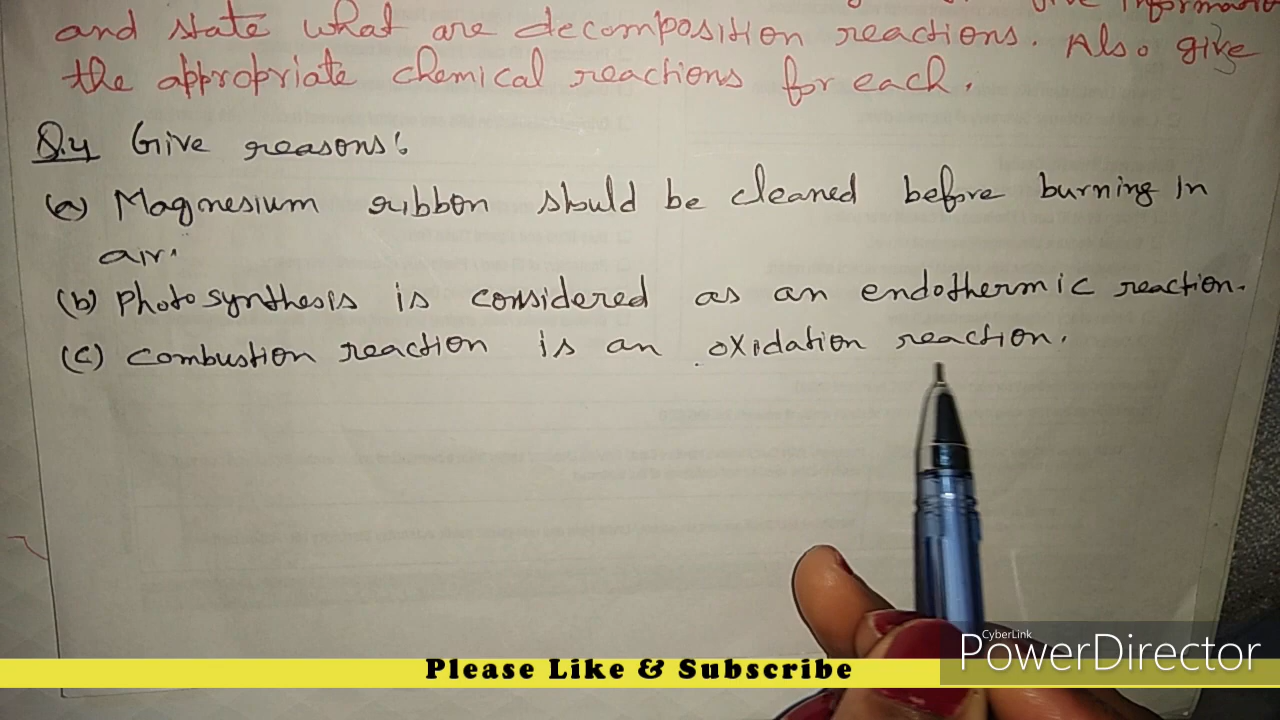 give informatio
and state what are decomposition reactions. Also give
the appropriate chemical reactions for each.
Q.4 Give reasons:
(a) Magnesium ribbon should be cleaned before burning in
air.
(b) Photosynthesis is considered as an endothermic reaction.
(c) Combustion reaction is an oxidation reaction.
CyberLink
PowerDirector
Please Like & Subscribe